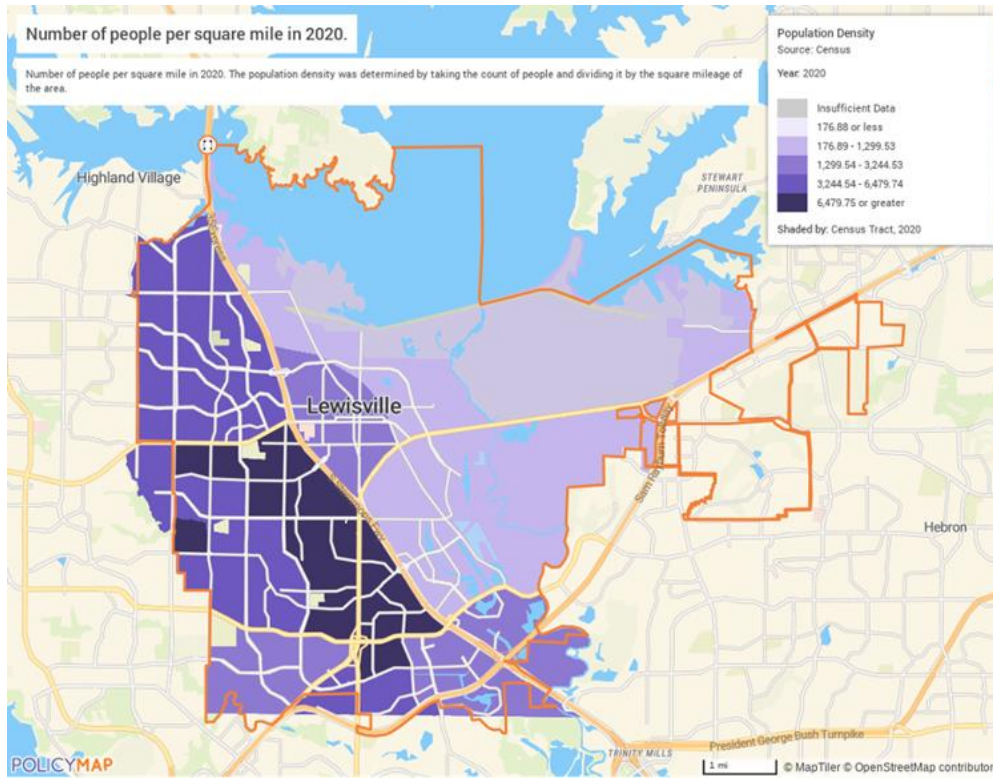 Number of people per square mile in 2020.
Number of people per square mile in 2020. The population density was determined by taking the count of people and dividing it by the square mileage of
the area.
Population Density
Source: Census
Year: 2020
Insufficient Data
176.88 or less
176.89 - 1,299.53
1,299.54 - 3,244.53
3,244.54 - 6,479.74
6,479.75 or greater
Shaded by: Census Tract, 2020
Highland Village
STEWART
PENINSULA
Lewisville
Sam Rayburn Tollway
Hebron
TRINITY MILLS
President George Bush Turnpike
POLICYMAP
1 mi
© MapTiler © OpenStreetMap contributor